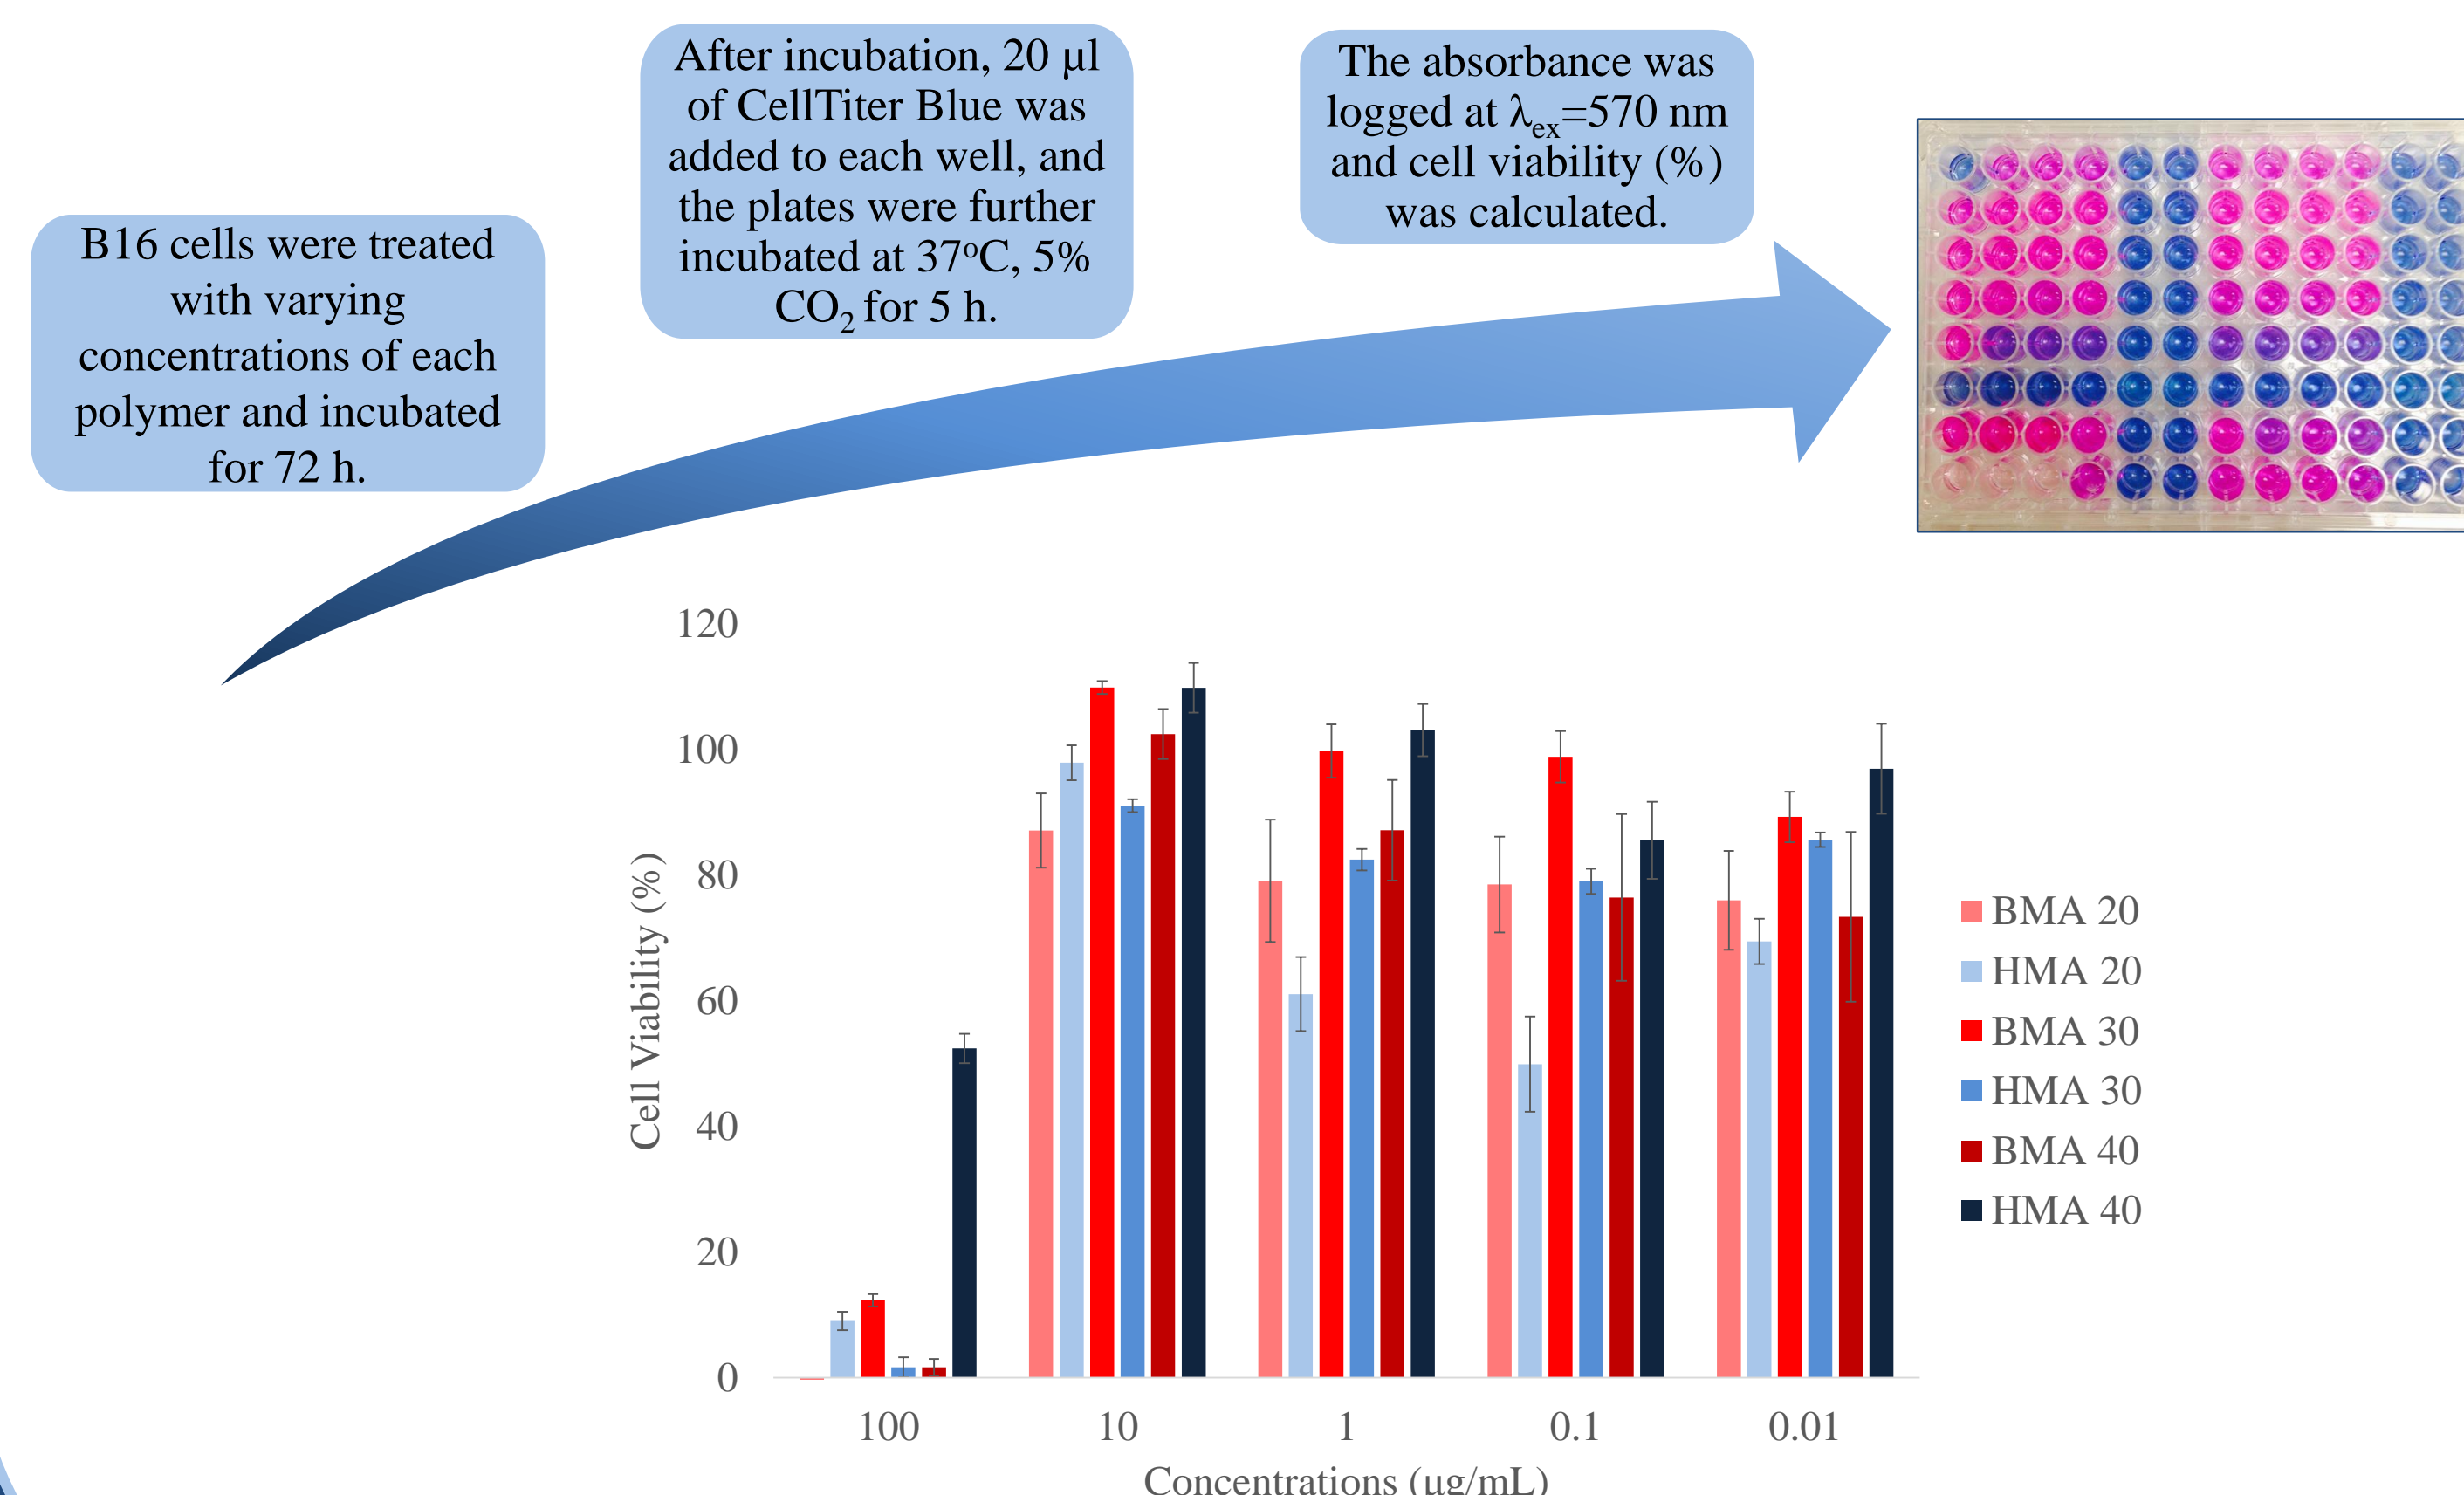 B16 cells were treated
with varying
concentrations of each
polymer and incubated
for 72 h.
After incubation, 20 µl
of CellTiter Blue was
added to each well, and
the plates were further
incubated at 37ᵒC, 5%
CO₂ for 5 h.
The absorbance was
logged at λₑₓ=570 nm
and cell viability (%)
was calculated.
120
100
80
60
40
20
0
Cell Viability (%)
100 10 1 0.1 0.01
Concentrations (µg/mL)
BMA 20
HMA 20
BMA 30
HMA 30
BMA 40
HMA 40